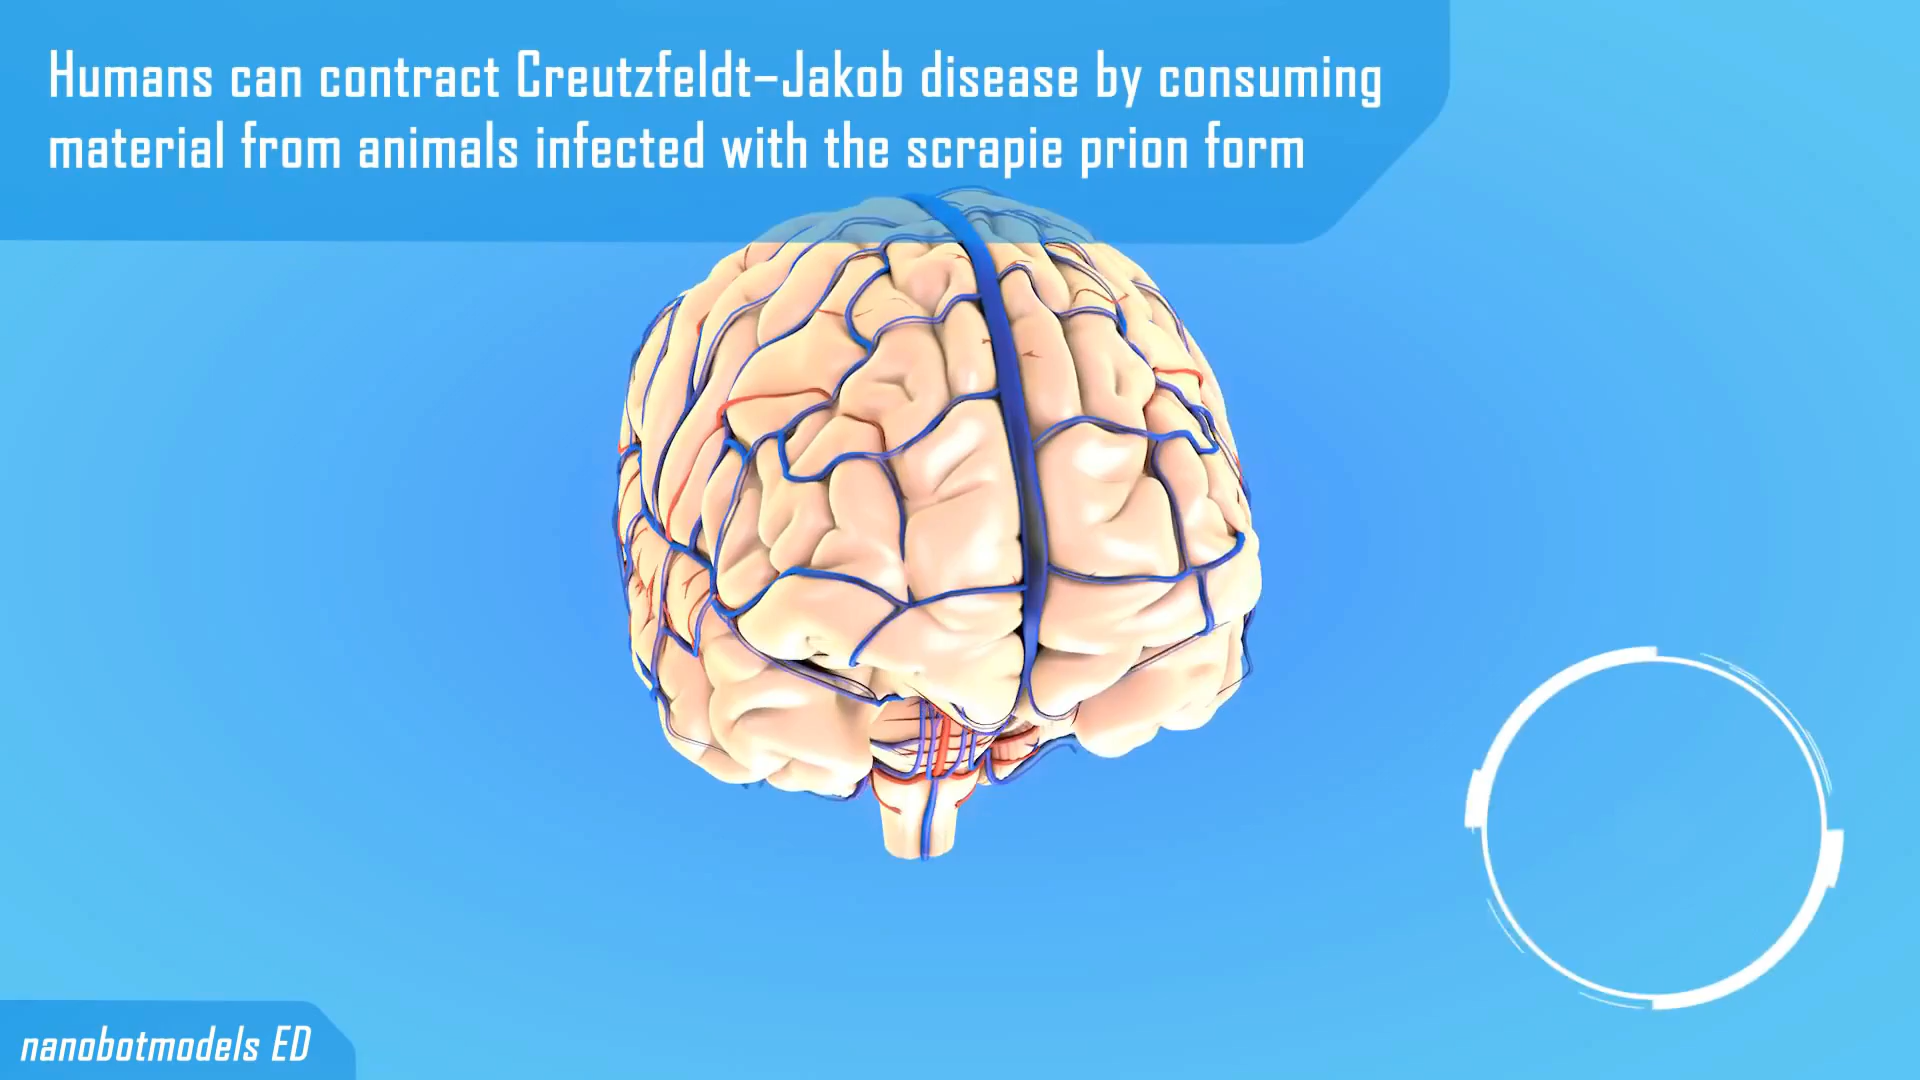 Humans can contract Creutzfeldt–Jakob disease by consuming
material from animals infected with the scrapie prion form
nanobotmodels ED